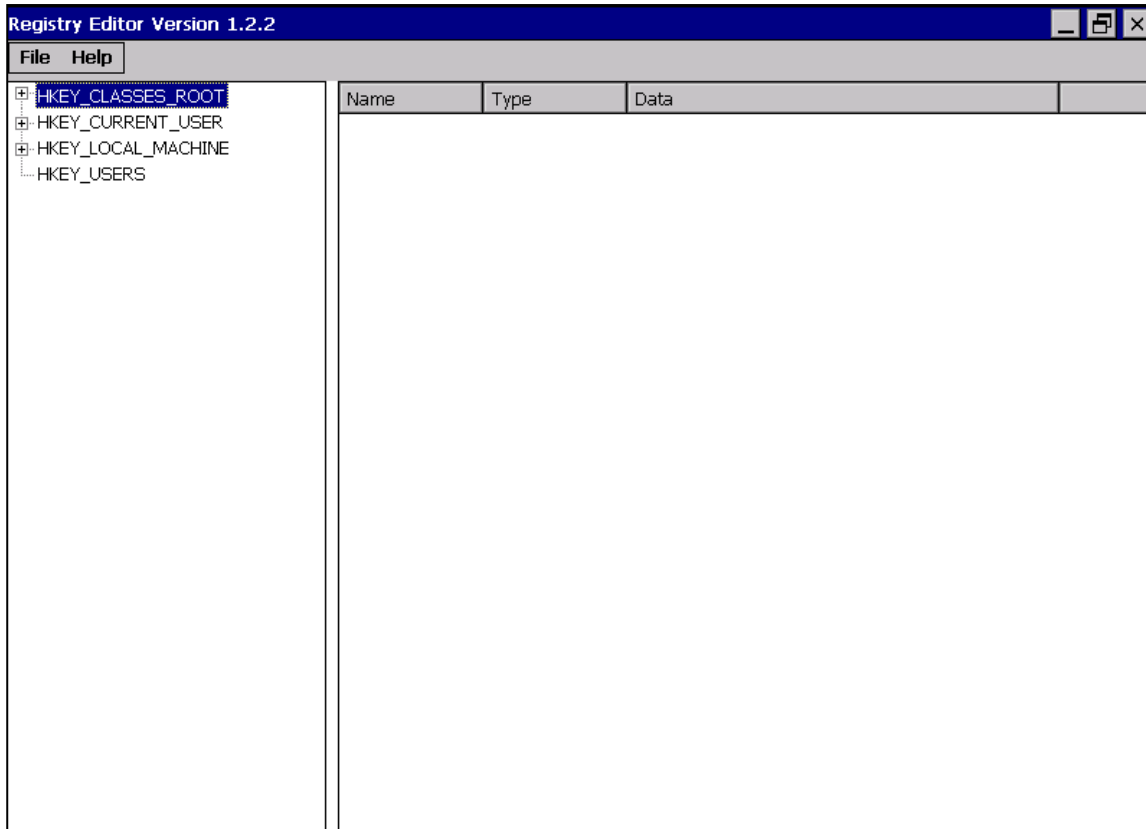 Registry Editor Version 1.2.2
File Help
HKEY_CLASSES_ROOT
HKEY_CURRENT_USER
HKEY_LOCAL_MACHINE
HKEY_USERS
Name Type Data